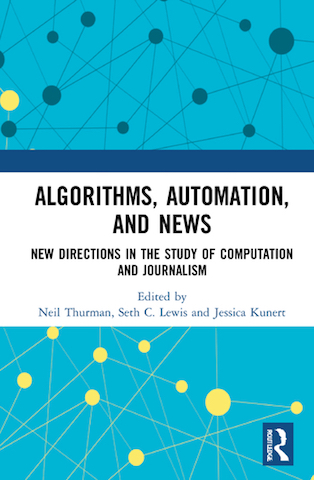 ALGORITHMS, AUTOMATION,
AND NEWS
NEW DIRECTIONS IN THE STUDY OF COMPUTATION
AND JOURNALISM
Edited by
Neil Thurman, Seth C. Lewis and Jessica Kunert
ROUTLEDGE